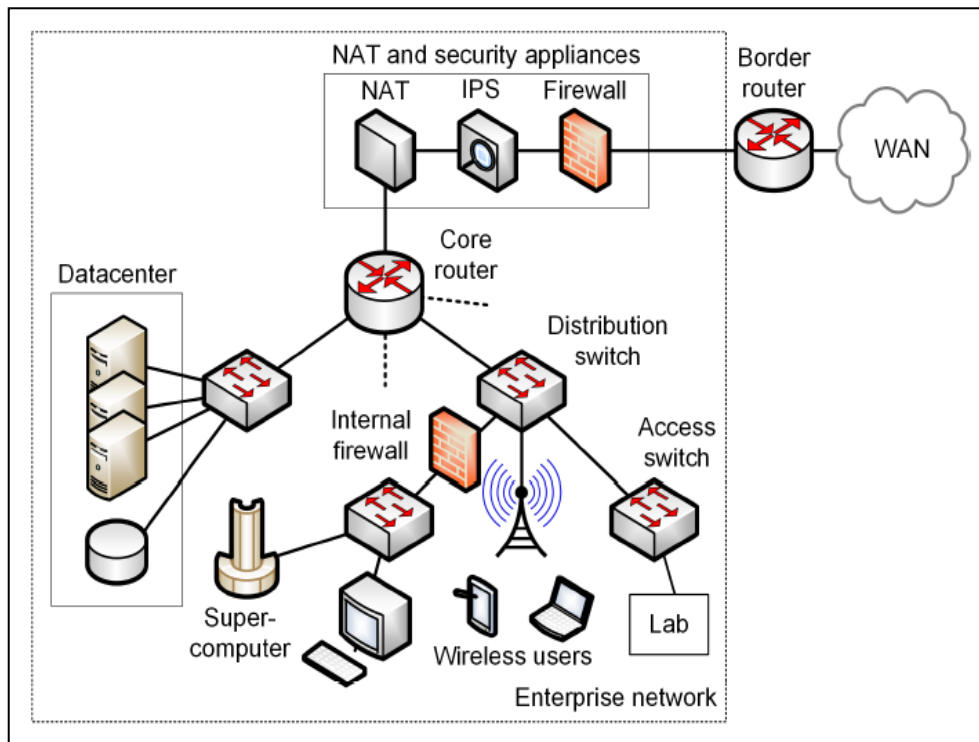 NAT and security appliances
NAT
IPS
Firewall
Border
router
WAN
Core
router
Datacenter
Distribution
switch
Internal
firewall
Access
switch
Super-
computer
Wireless users
Lab
Enterprise network